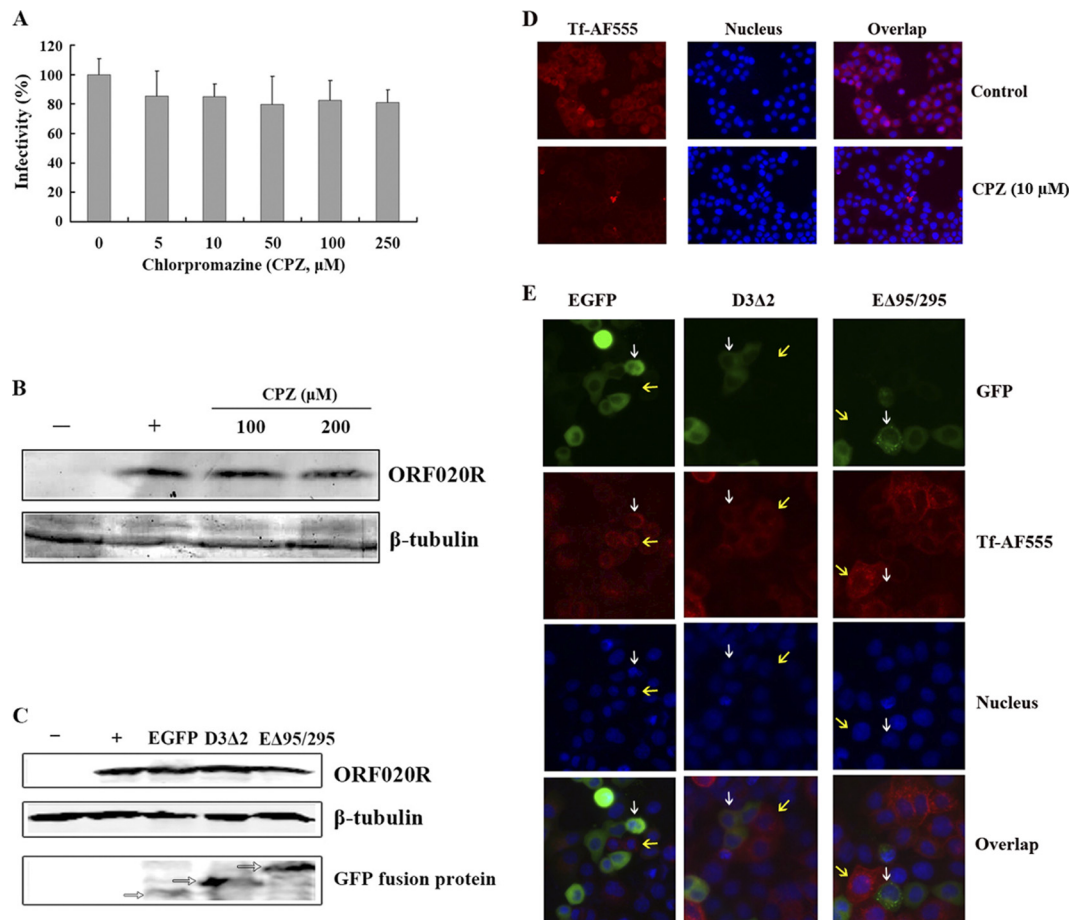 A
Infectivity (%)
120
100
80
60
40
20
0
0 5 10 50 100 250
Chlorpromazine (CPZ, μM)
B
CPZ (μM)
— + 100 200
ORF020R
β-tubulin
C
- + EGFP D3Δ2 EΔ95/295
ORF020R
β-tubulin
GFP fusion protein
D
Tf-AF555 Nucleus Overlap
Control
CPZ (10 μM)
E
EGFP D3Δ2 EΔ95/295
GFP
Tf-AF555
Nucleus
Overlap